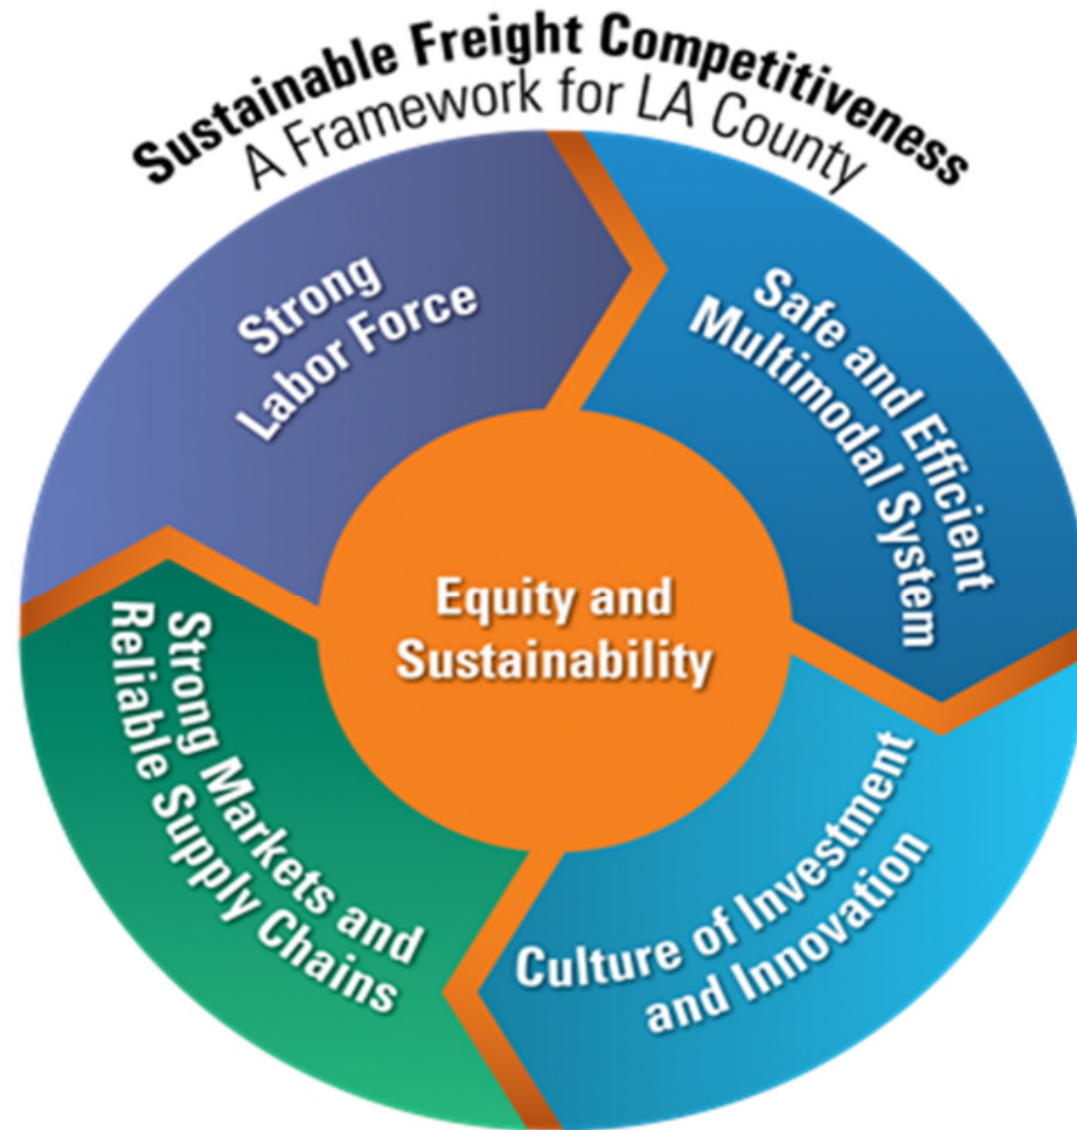 Sustainable Freight Competitiveness
A Framework for LA County
Strong
Labor Force
Safe and Efficient
Multimodal System
Equity and
Sustainability
Strong Markets and
Reliable Supply Chains
Culture of Investment
and Innovation